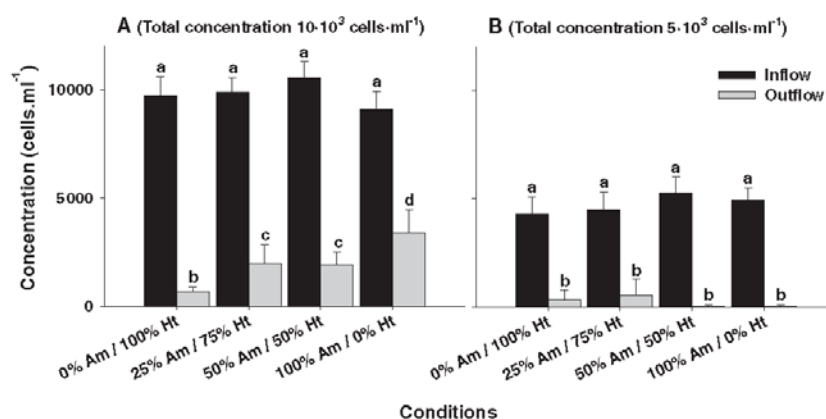 A (Total concentration 10·10³ cells·ml⁻¹)
B (Total concentration 5·10³ cells·ml⁻¹)
Concentration (cells.ml⁻¹)
10000
5000
0
a a a a
b c c d
a a a a
b b b b
Inflow
Outflow
0% Am / 100% Ht
25% Am / 75% Ht
50% Am / 50% Ht
100% Am / 0% Ht
0% Am / 100% Ht
25% Am / 75% Ht
50% Am / 50% Ht
100% Am / 0% Ht
Conditions